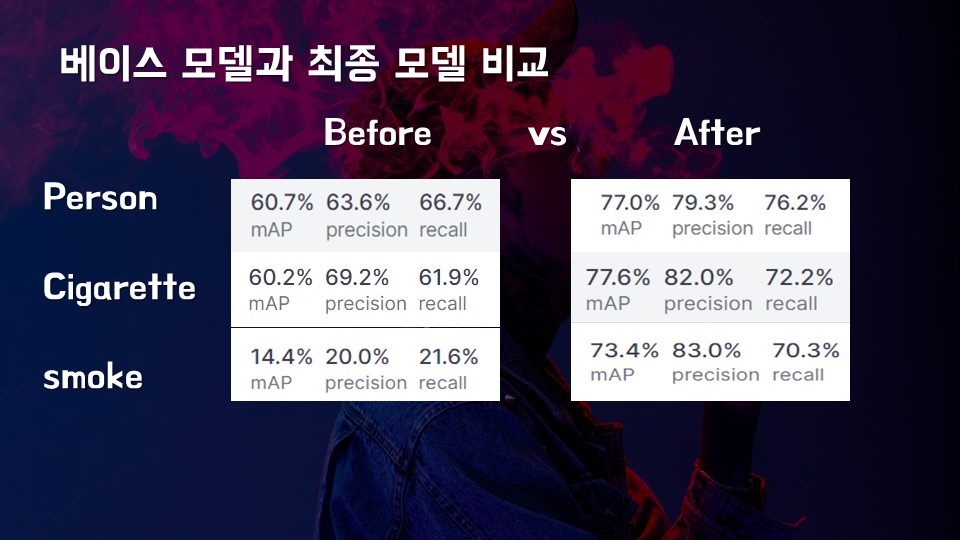 베이스 모델과 최종 모델 비교
Before vs After
Person
60.7% 63.6% 66.7%
mAP precision recall
77.0% 79.3% 76.2%
mAP precision recall
Cigarette
60.2% 69.2% 61.9%
mAP precision recall
77.6% 82.0% 72.2%
mAP precision recall
smoke
14.4% 20.0% 21.6%
mAP precision recall
73.4% 83.0% 70.3%
mAP precision recall